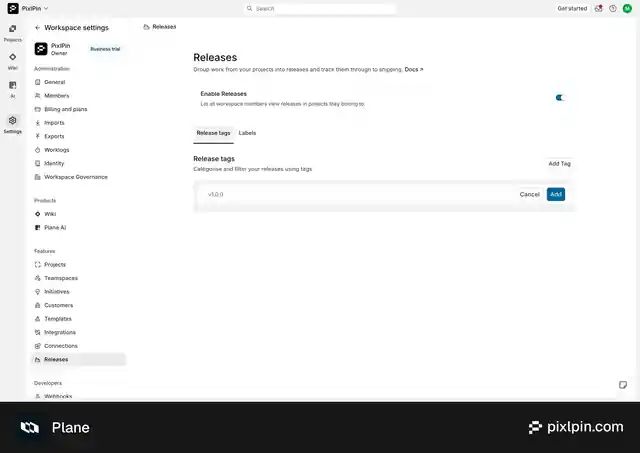 PixlPin
Search
Get started
M
Projects
Wiki
AI
Settings
Workspace settings
PixlPin
Owner
Business trial
Administration
General
Members
Billing and plans
Imports
Exports
Worklogs
Identity
Workspace Governance
Products
Wiki
Plane AI
Features
Projects
Teamspaces
Initiatives
Customers
Templates
Integrations
Connections
Releases
Developers
Webhooks
Releases
Releases
Group work from your projects into releases and track them through to shipping. Docs ↗
Enable Releases
Let all workspace members view releases in projects they belong to.
Release tags Labels
Release tags
Categorise and filter your releases using tags
Add Tag
v1.0.0
Cancel Add
Plane
pixlpin.com